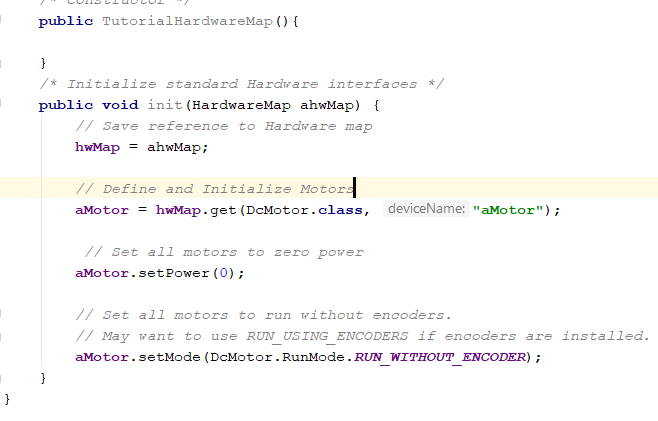 /* Constructor */
public TutorialHardwareMap(){
}
/* Initialize standard Hardware interfaces */
public void init(HardwareMap ahwMap) {
// Save reference to Hardware map
hwMap = ahwMap;
// Define and Initialize Motors
aMotor = hwMap.get(DcMotor.class, deviceName: "aMotor");
// Set all motors to zero power
aMotor.setPower(0);
// Set all motors to run without encoders.
// May want to use RUN_USING_ENCODERS if encoders are installed.
aMotor.setMode(DcMotor.RunMode.RUN_WITHOUT_ENCODER);
}
}